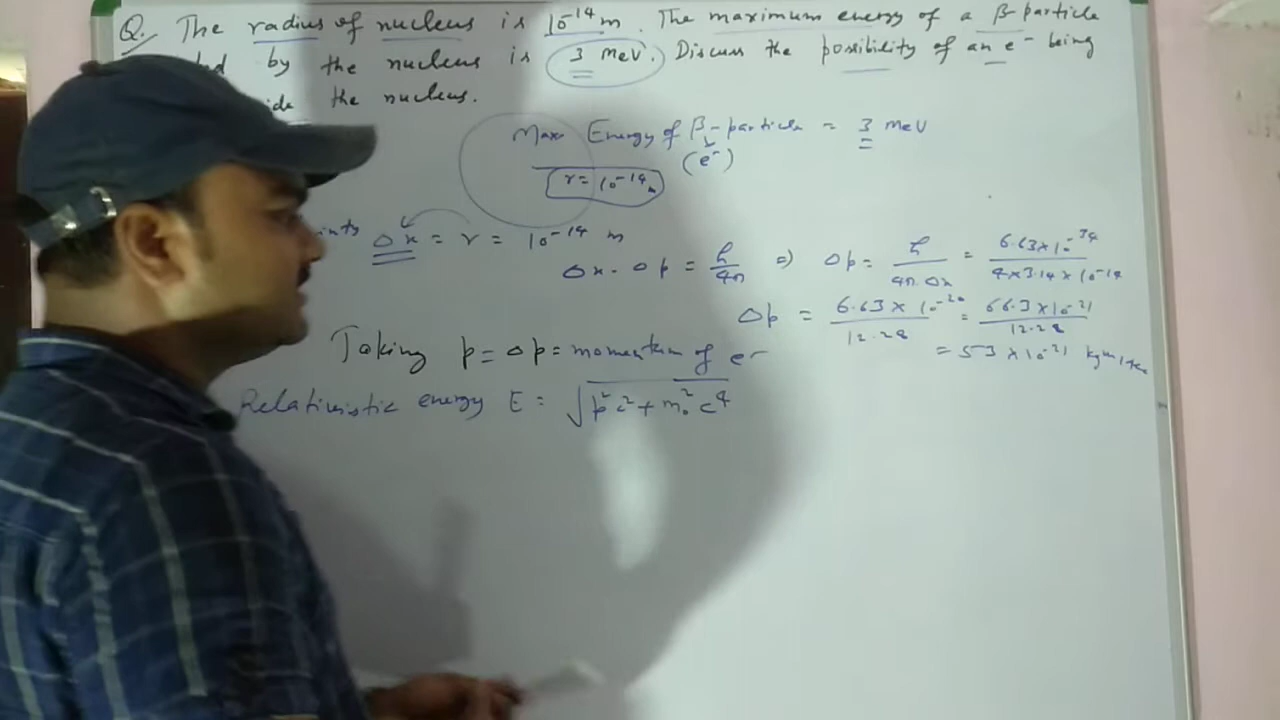 Q. The radius of nucleus is 10⁻¹⁴ m. The maximum energy of a β-particle
by the nucleus is 3 MeV. Discuss the possibility of an e⁻ being
the nucleus.
Max Energy of β-particle = 3 MeV
(e⁻)
r = 10⁻¹⁴ m
Δx = r = 10⁻¹⁴ m
Δx · Δp = h/4π ⇒ Δp = h/4π·Δx = 6.63×10⁻³⁴/4×3.14×10⁻¹⁴
Δp = 6.63×10⁻²⁰/12.28 = 66.3×10⁻²¹/12.28
= 53×10⁻²¹ kgm/sec
Taking p = Δp = momentum of e⁻
Relativistic energy E = √p²c² + m₀²c⁴